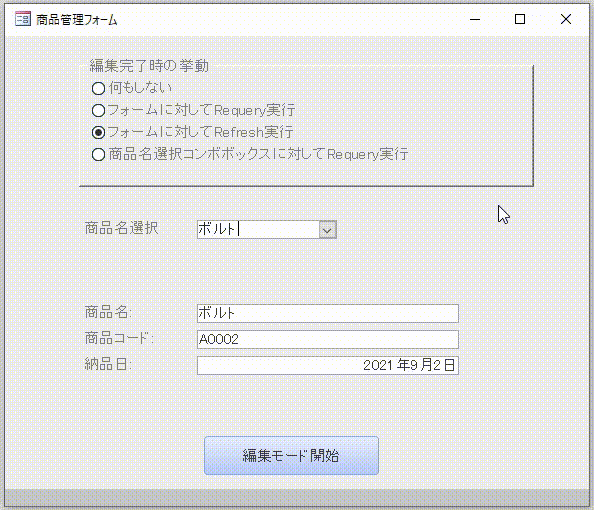 商品管理フォーム
編集完了時の挙動
何もしない
フォームに対してRequery実行
フォームに対してRefresh実行
商品名選択コンボボックスに対してRequery実行
商品名選択 ボルト
商品名: ボルト
商品コード: A0002
納品日: 2021年9月2日
編集モード開始